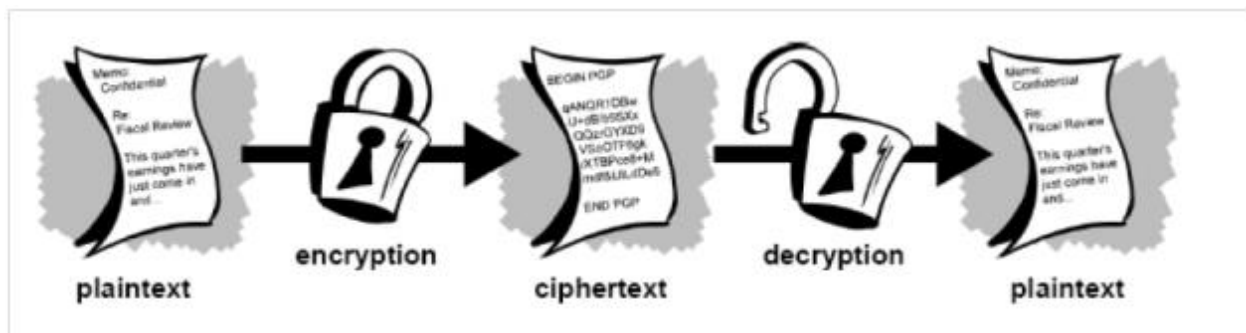 Memo:
Confidential
Re:
Fiscal Review
This quarter's
earnings have
just come in
and...
plaintext
encryption
BEGIN PGP
END PGP
ciphertext
decryption
Memo:
Confidential
Re:
Fiscal Review
This quarter's
earnings have
just come in
and...
plaintext